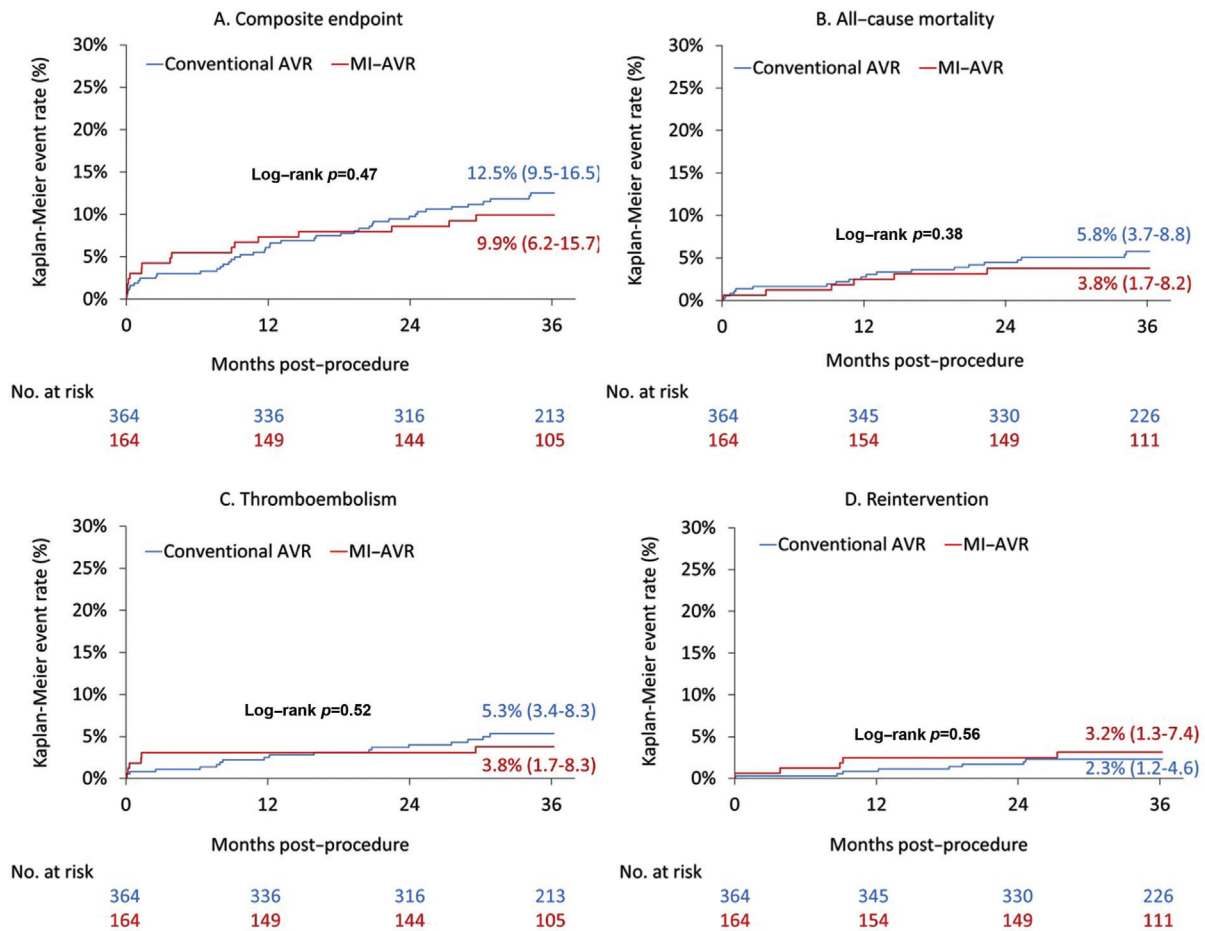 A. Composite endpoint
Kaplan-Meier event rate (%)
30%
25%
20%
15%
10%
5%
0%
Conventional AVR MI–AVR
Log–rank p=0.47
12.5% (9.5-16.5)
9.9% (6.2-15.7)
0 12 24 36
Months post–procedure
No. at risk
364 336 316 213
164 149 144 105
B. All–cause mortality
Kaplan-Meier event rate (%)
30%
25%
20%
15%
10%
5%
0%
Conventional AVR MI–AVR
Log–rank p=0.38
5.8% (3.7-8.8)
3.8% (1.7-8.2)
0 12 24 36
Months post–procedure
No. at risk
364 345 330 226
164 154 149 111
C. Thromboembolism
Kaplan-Meier event rate (%)
30%
25%
20%
15%
10%
5%
0%
Conventional AVR MI–AVR
Log–rank p=0.52
5.3% (3.4-8.3)
3.8% (1.7-8.3)
0 12 24 36
Months post–procedure
No. at risk
364 336 316 213
164 149 144 105
D. Reintervention
Kaplan-Meier event rate (%)
30%
25%
20%
15%
10%
5%
0%
Conventional AVR MI–AVR
Log–rank p=0.56
3.2% (1.3-7.4)
2.3% (1.2-4.6)
0 12 24 36
Months post–procedure
No. at risk
364 345 330 226
164 154 149 111